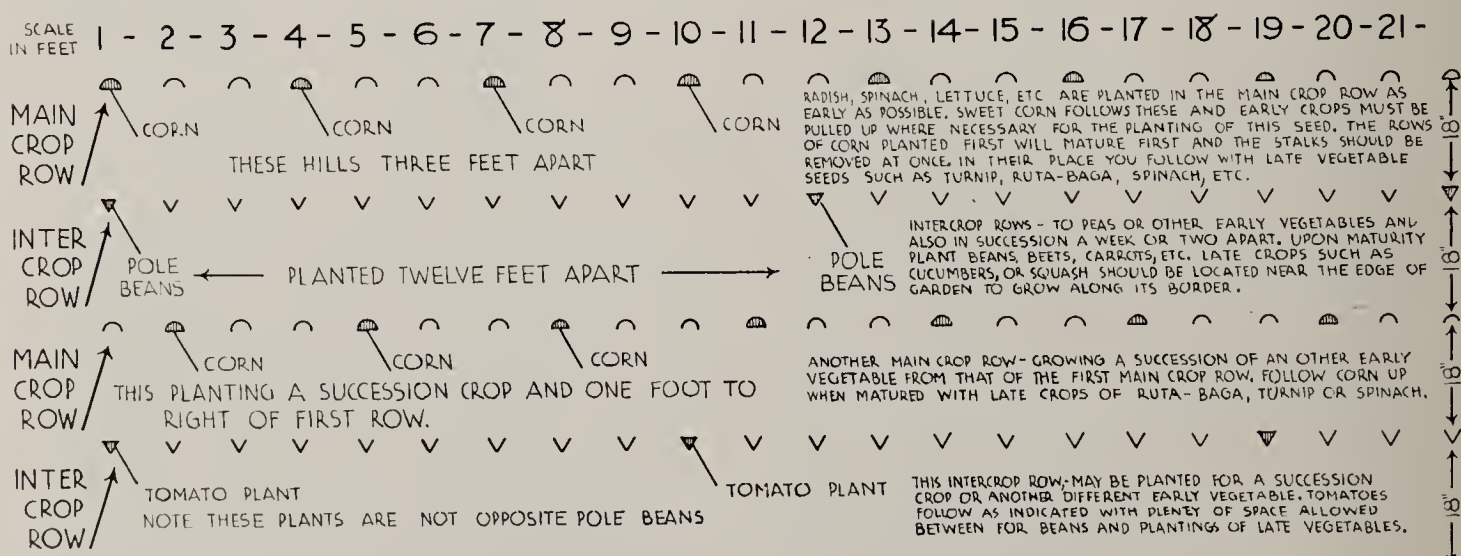 SCALE
IN FEET 1 - 2 - 3 - 4 - 5 - 6 - 7 - 8 - 9 - 10 - 11 - 12 - 13 - 14 - 15 - 16 - 17 - 18 - 19 - 20 - 21 -
MAIN
CROP
ROW
CORN CORN CORN CORN
THESE HILLS THREE FEET APART
RADISH, SPINACH, LETTUCE, ETC ARE PLANTED IN THE MAIN CROP ROW AS
EARLY AS POSSIBLE. SWEET CORN FOLLOWS THESE AND EARLY CROPS MUST BE
PULLED UP WHERE NECESSARY FOR THE PLANTING OF THIS SEED. THE ROWS
OF CORN PLANTED FIRST WILL MATURE FIRST AND THE STALKS SHOULD BE
REMOVED AT ONCE. IN THEIR PLACE YOU FOLLOW WITH LATE VEGETABLE
SEEDS SUCH AS TURNIP, RUTA-BAGA, SPINACH, ETC.
18"
INTER
CROP
ROW
POLE
BEANS
PLANTED TWELVE FEET APART
POLE
BEANS
INTERCROP ROWS - TO PEAS OR OTHER EARLY VEGETABLES AND
ALSO IN SUCCESSION A WEEK OR TWO APART. UPON MATURITY
PLANT BEANS, BEETS, CARROTS, ETC. LATE CROPS SUCH AS
CUCUMBERS, OR SQUASH SHOULD BE LOCATED NEAR THE EDGE OF
GARDEN TO GROW ALONG ITS BORDER.
18"
MAIN
CROP
ROW
CORN CORN CORN
THIS PLANTING A SUCCESSION CROP AND ONE FOOT TO
RIGHT OF FIRST ROW.
ANOTHER MAIN CROP ROW - GROWING A SUCCESSION OF AN OTHER EARLY
VEGETABLE FROM THAT OF THE FIRST MAIN CROP ROW. FOLLOW CORN UP
WHEN MATURED WITH LATE CROPS OF RUTA-BAGA, TURNIP OR SPINACH.
18"
INTER
CROP
ROW
TOMATO PLANT
NOTE THESE PLANTS ARE NOT OPPOSITE POLE BEANS
TOMATO PLANT
THIS INTERCROP ROW, MAY BE PLANTED FOR A SUCCESSION
CROP OR ANOTHER DIFFERENT EARLY VEGETABLE. TOMATOES
FOLLOW AS INDICATED WITH PLENTY OF SPACE ALLOWED
BETWEEN FOR BEANS AND PLANTINGS OF LATE VEGETABLES.
18"